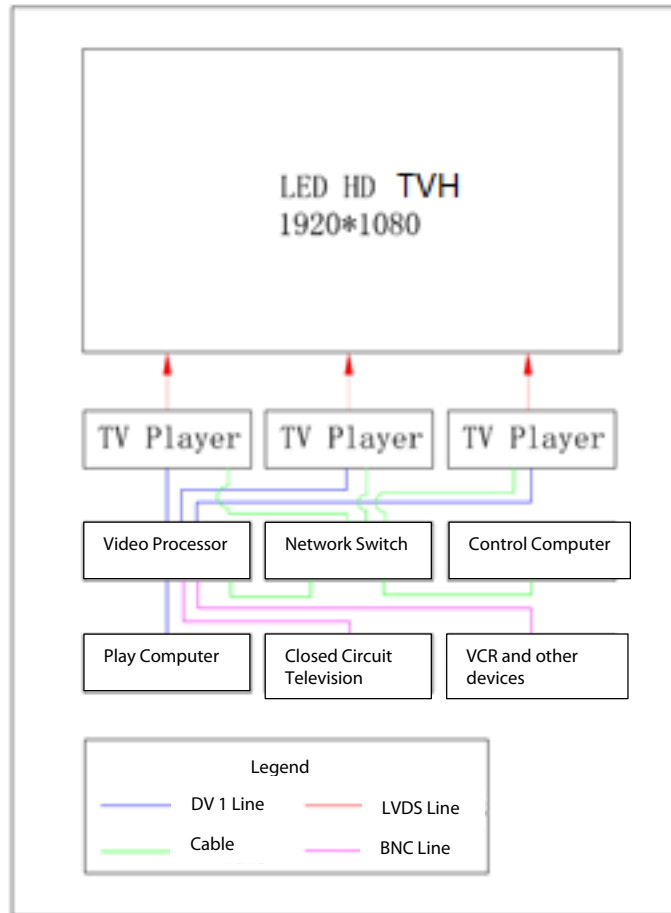 LED HD TVH
1920*1080
TV Player
TV Player
TV Player
Video Processor
Network Switch
Control Computer
Play Computer
Closed Circuit
Television
VCR and other
devices
Legend
DV 1 Line
LVDS Line
Cable
BNC Line